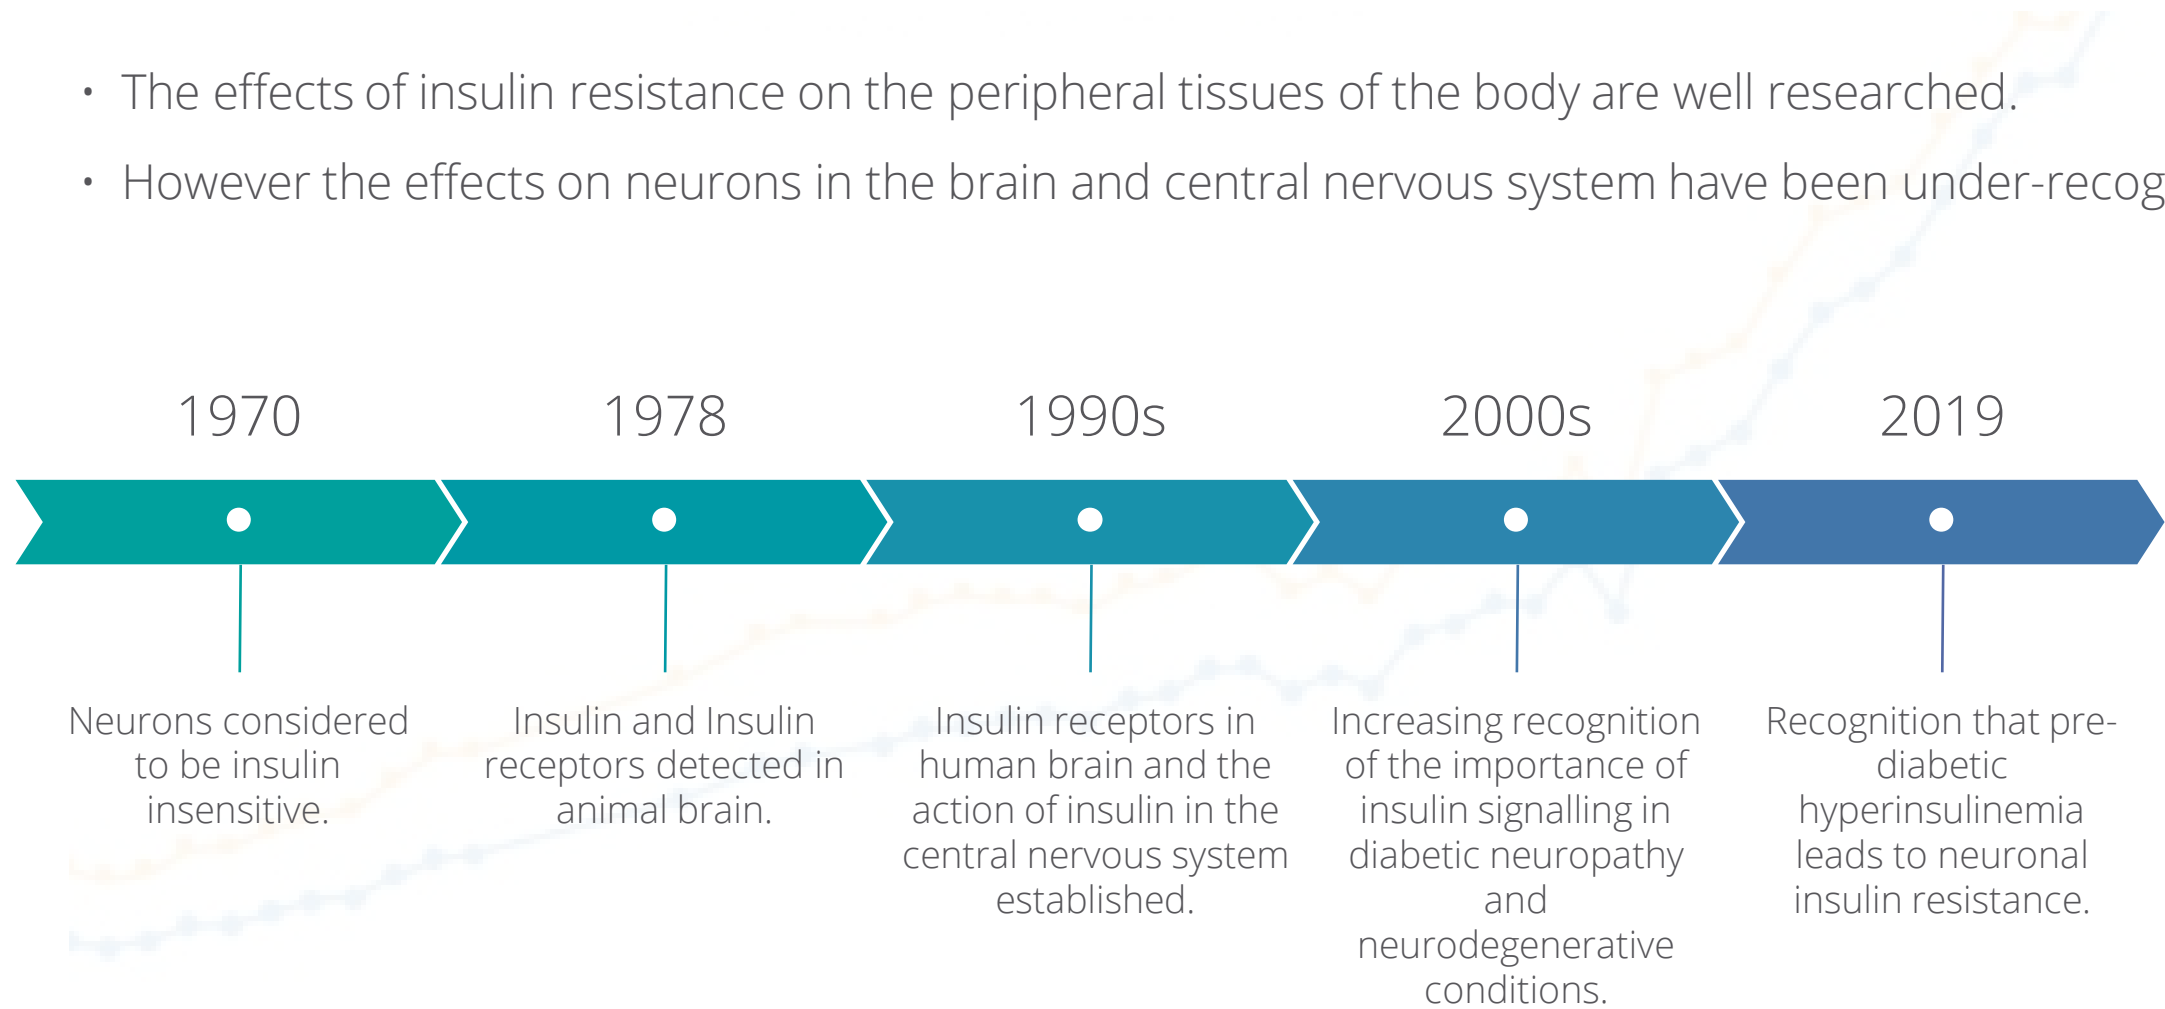 • The effects of insulin resistance on the peripheral tissues of the body are well researched.
• However the effects on neurons in the brain and central nervous system have been under-recog
1970
1978
1990s
2000s
2019
Neurons considered
to be insulin
insensitive.
Insulin and Insulin
receptors detected in
animal brain.
Insulin receptors in
human brain and the
action of insulin in the
central nervous system
established.
Increasing recognition
of the importance of
insulin signalling in
diabetic neuropathy
and
neurodegenerative
conditions.
Recognition that pre-
diabetic
hyperinsulinemia
leads to neuronal
insulin resistance.